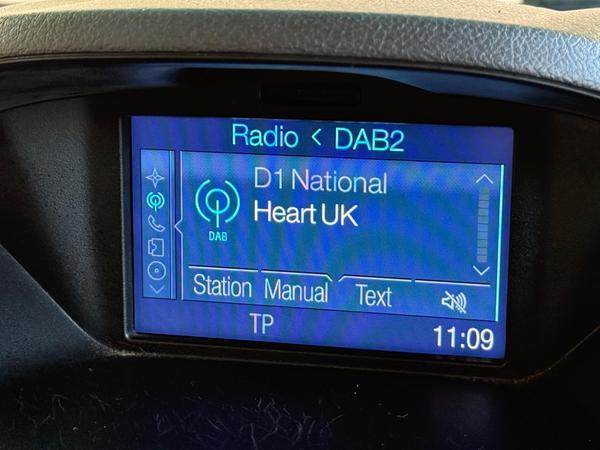 Radio < DAB2
D1 National
Heart UK
DAB
Station Manual Text
TP
11:09